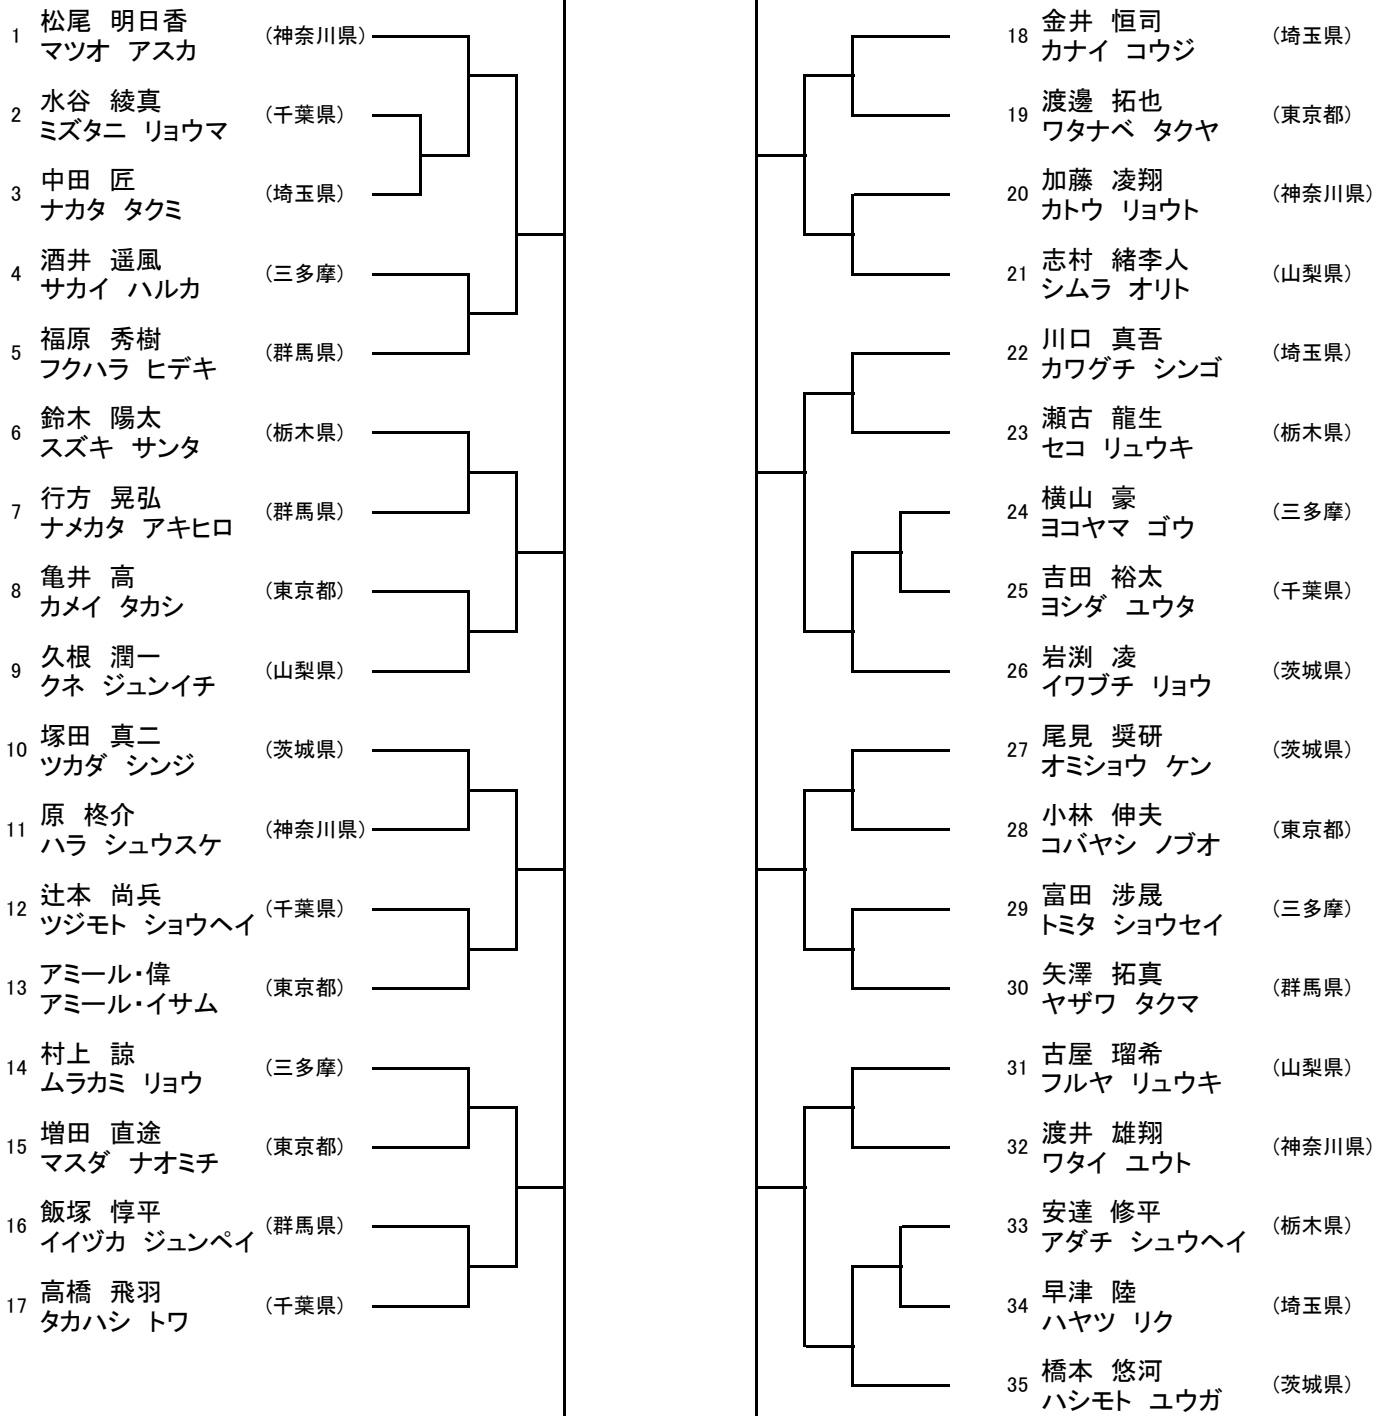 1 松尾 明日香 (神奈川県)
マツオ アスカ
2 水谷 綾真 (千葉県)
ミズタニ リョウマ
3 中田 匠 (埼玉県)
ナカタ タクミ
4 酒井 遥風 (三多摩)
サカイ ハルカ
5 福原 秀樹 (群馬県)
フクハラ ヒデキ
6 鈴木 陽太 (栃木県)
スズキ サンタ
7 行方 晃弘 (群馬県)
ナメカタ アキヒロ
8 亀井 高 (東京都)
カメイ タカシ
9 久根 潤一 (山梨県)
クネ ジュンイチ
10 塚田 真二 (茨城県)
ツカダ シンジ
11 原 柊介 (神奈川県)
ハラ シュウスケ
12 辻本 尚兵 (千葉県)
ツジモト ショウヘイ
13 アミール・偉 (東京都)
アミール・イサム
14 村上 諒 (三多摩)
ムラカミ リョウ
15 増田 直途 (東京都)
マスダ ナオミチ
16 飯塚 惇平 (群馬県)
イイヅカ ジュンペイ
17 高橋 飛羽 (千葉県)
タカハシ トワ
18 金井 恒司 (埼玉県)
カナイ コウジ
19 渡邊 拓也 (東京都)
ワタナベ タクヤ
20 加藤 凌翔 (神奈川県)
カトウ リョウト
21 志村 緒李人 (山梨県)
シムラ オリト
22 川口 真吾 (埼玉県)
カワグチ シンゴ
23 瀬古 龍生 (栃木県)
セコ リュウキ
24 横山 豪 (三多摩)
ヨコヤマ ゴウ
25 吉田 裕太 (千葉県)
ヨシダ ユウタ
26 岩渕 凌 (茨城県)
イワブチ リョウ
27 尾見 奨研 (茨城県)
オミショウ ケン
28 小林 伸夫 (東京都)
コバヤシ ノブオ
29 富田 渉晟 (三多摩)
トミタ ショウセイ
30 矢澤 拓真 (群馬県)
ヤザワ タクマ
31 古屋 瑠希 (山梨県)
フルヤ リュウキ
32 渡井 雄翔 (神奈川県)
ワタイ ユウト
33 安達 修平 (栃木県)
アダチ シュウヘイ
34 早津 陸 (埼玉県)
ハヤツ リク
35 橋本 悠河 (茨城県)
ハシモト ユウガ